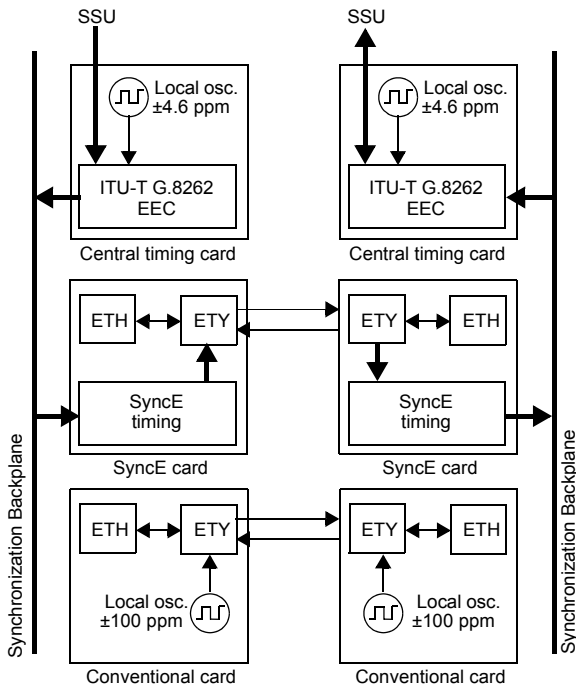 SSU
SSU
Local osc.
±4.6 ppm
Local osc.
±4.6 ppm
ITU-T G.8262
EEC
ITU-T G.8262
EEC
Central timing card
Central timing card
ETH
ETY
ETY
ETH
SyncE
timing
SyncE
timing
SyncE card
SyncE card
Synchronization Backplane
Synchronization Backplane
ETH
ETY
ETY
ETH
Local osc.
±100 ppm
Local osc.
±100 ppm
Conventional card
Conventional card